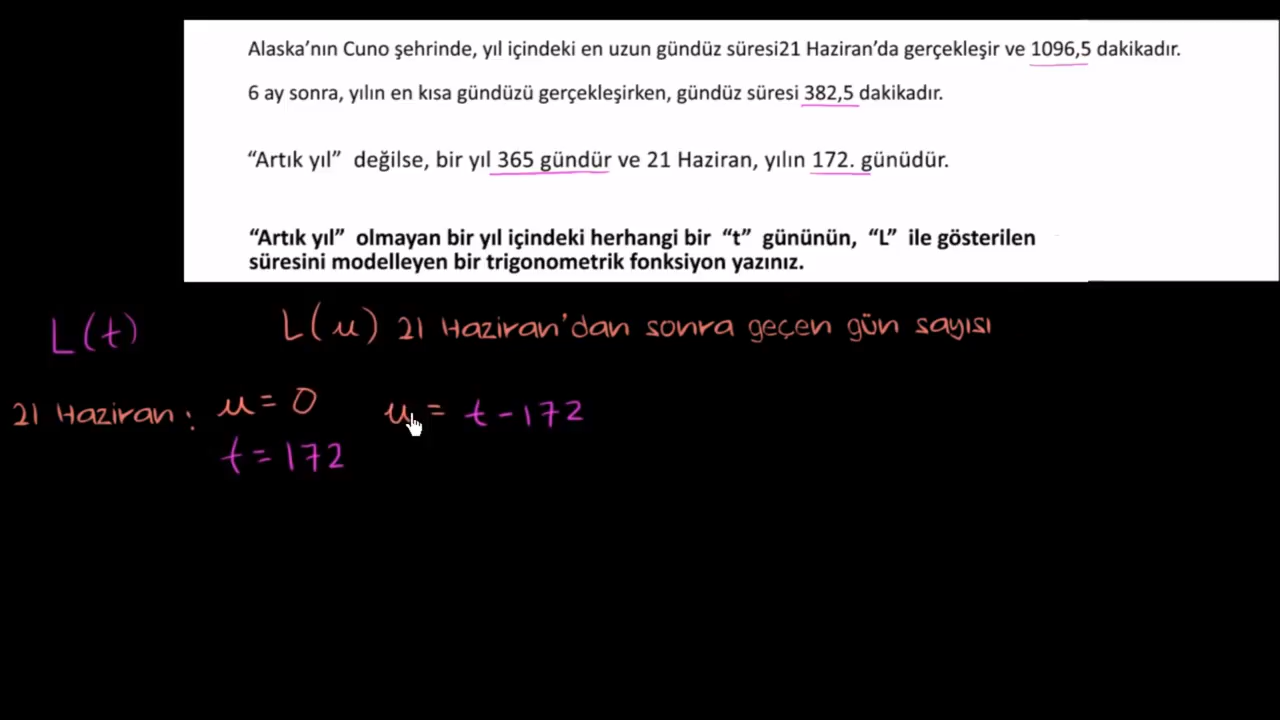 Alaska'nın Cuno şehrinde, yıl içindeki en uzun gündüz süresi21 Haziran'da gerçekleşir ve 1096,5 dakikadır.
6 ay sonra, yılın en kısa gündüzü gerçekleşirken, gündüz süresi 382,5 dakikadır.
“Artık yıl” değilse, bir yıl 365 gündür ve 21 Haziran, yılın 172. günüdür.
“Artık yıl” olmayan bir yıl içindeki herhangi bir “t” gününün, “L” ile gösterilen
süresini modelleyen bir trigonometrik fonksiyon yazınız.
L(t) L(u) 21 Haziran'dan sonra geçen gün sayısı
21 Haziran: u = 0 u = t - 172
t = 172